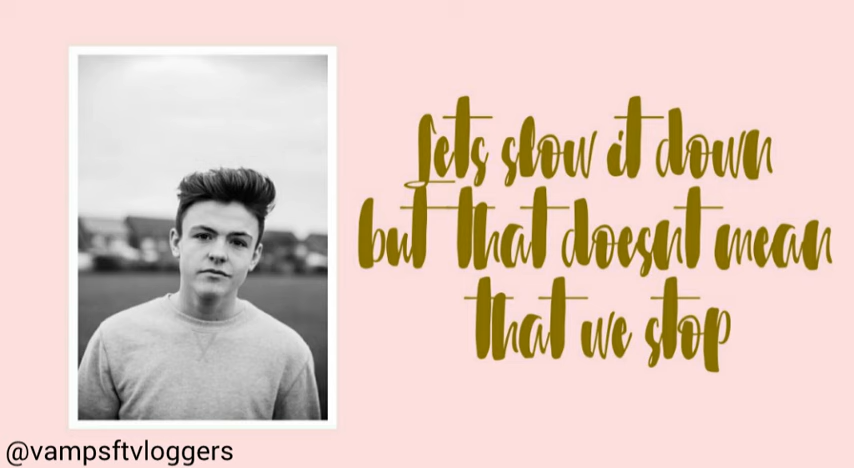 Lets slow it down
but that doesnt mean
that we stop
@vampsftvloggers